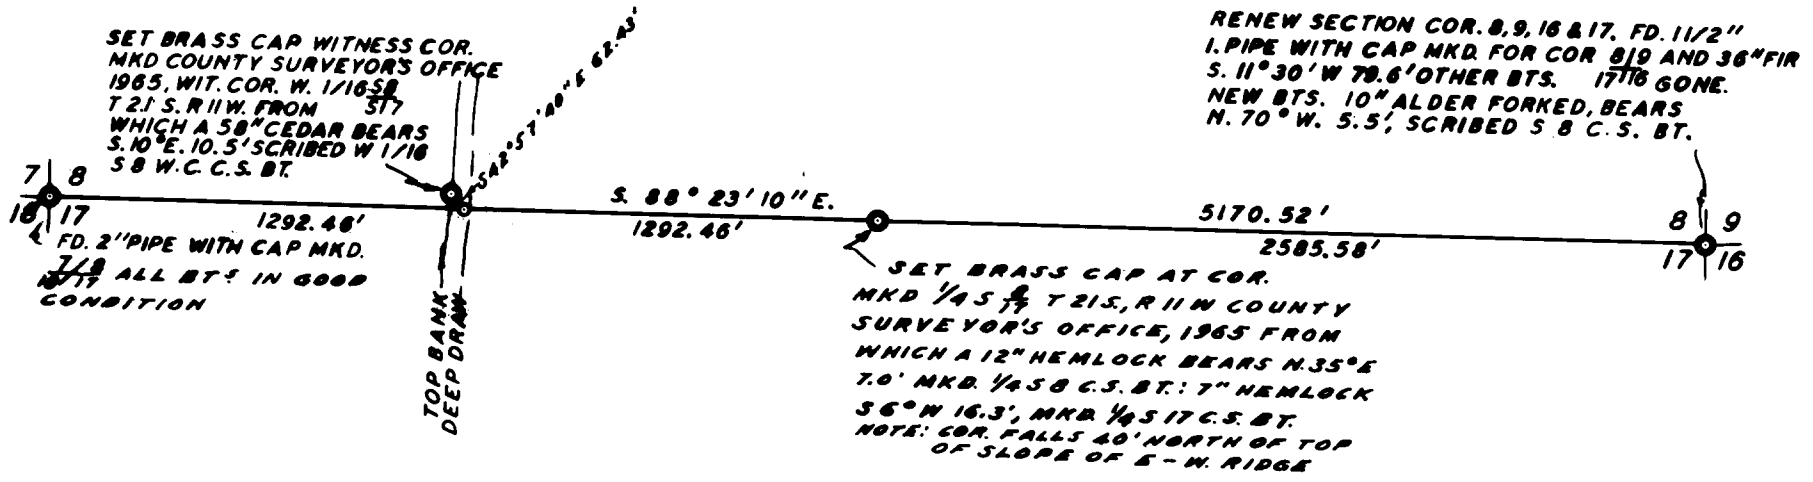 SET BRASS CAP WITNESS COR.
MKD COUNTY SURVEYOR'S OFFICE
1965, WIT. COR. W. 1/16 S8
S17
T 21 S. R 11 W. FROM
WHICH A 58" CEDAR BEARS
S. 10° E. 10.5' SCRIBED W 1/16
S 8 W.C. C.S. BT.
S 42° 57' 40" E 62.43'
RENEW SECTION COR. 8, 9, 16 & 17. FD. 1 1/2"
I. PIPE WITH CAP MKD. FOR COR 8/9 AND 36" FIR
17/16
S. 11° 30' W 79.6' OTHER BTS. GONE.
NEW BTS. 10" ALDER FORKED, BEARS
N. 70° W. 5.5', SCRIBED S 8 C.S. BT.
7 8
18 17
1292.46'
S. 88° 23' 10" E.
1292.46'
5170.52'
2585.58'
8 9
17 16
FD. 2" PIPE WITH CAP MKD.
7/8
18/17 ALL BTS IN GOOD
CONDITION
TOP BANK
DEEP DRAW
SET BRASS CAP AT COR.
MKD 1/4 S 8/17 T 21 S., R 11 W COUNTY
SURVEYOR'S OFFICE, 1965 FROM
WHICH A 12" HEMLOCK BEARS N. 35° E
7.0' MKD. 1/4 S 8 C.S. BT.: 7" HEMLOCK
S 6° W 16.3', MKD. 1/4 S 17 C.S. BT.
NOTE: COR. FALLS 40' NORTH OF TOP
OF SLOPE OF E - W. RIDGE